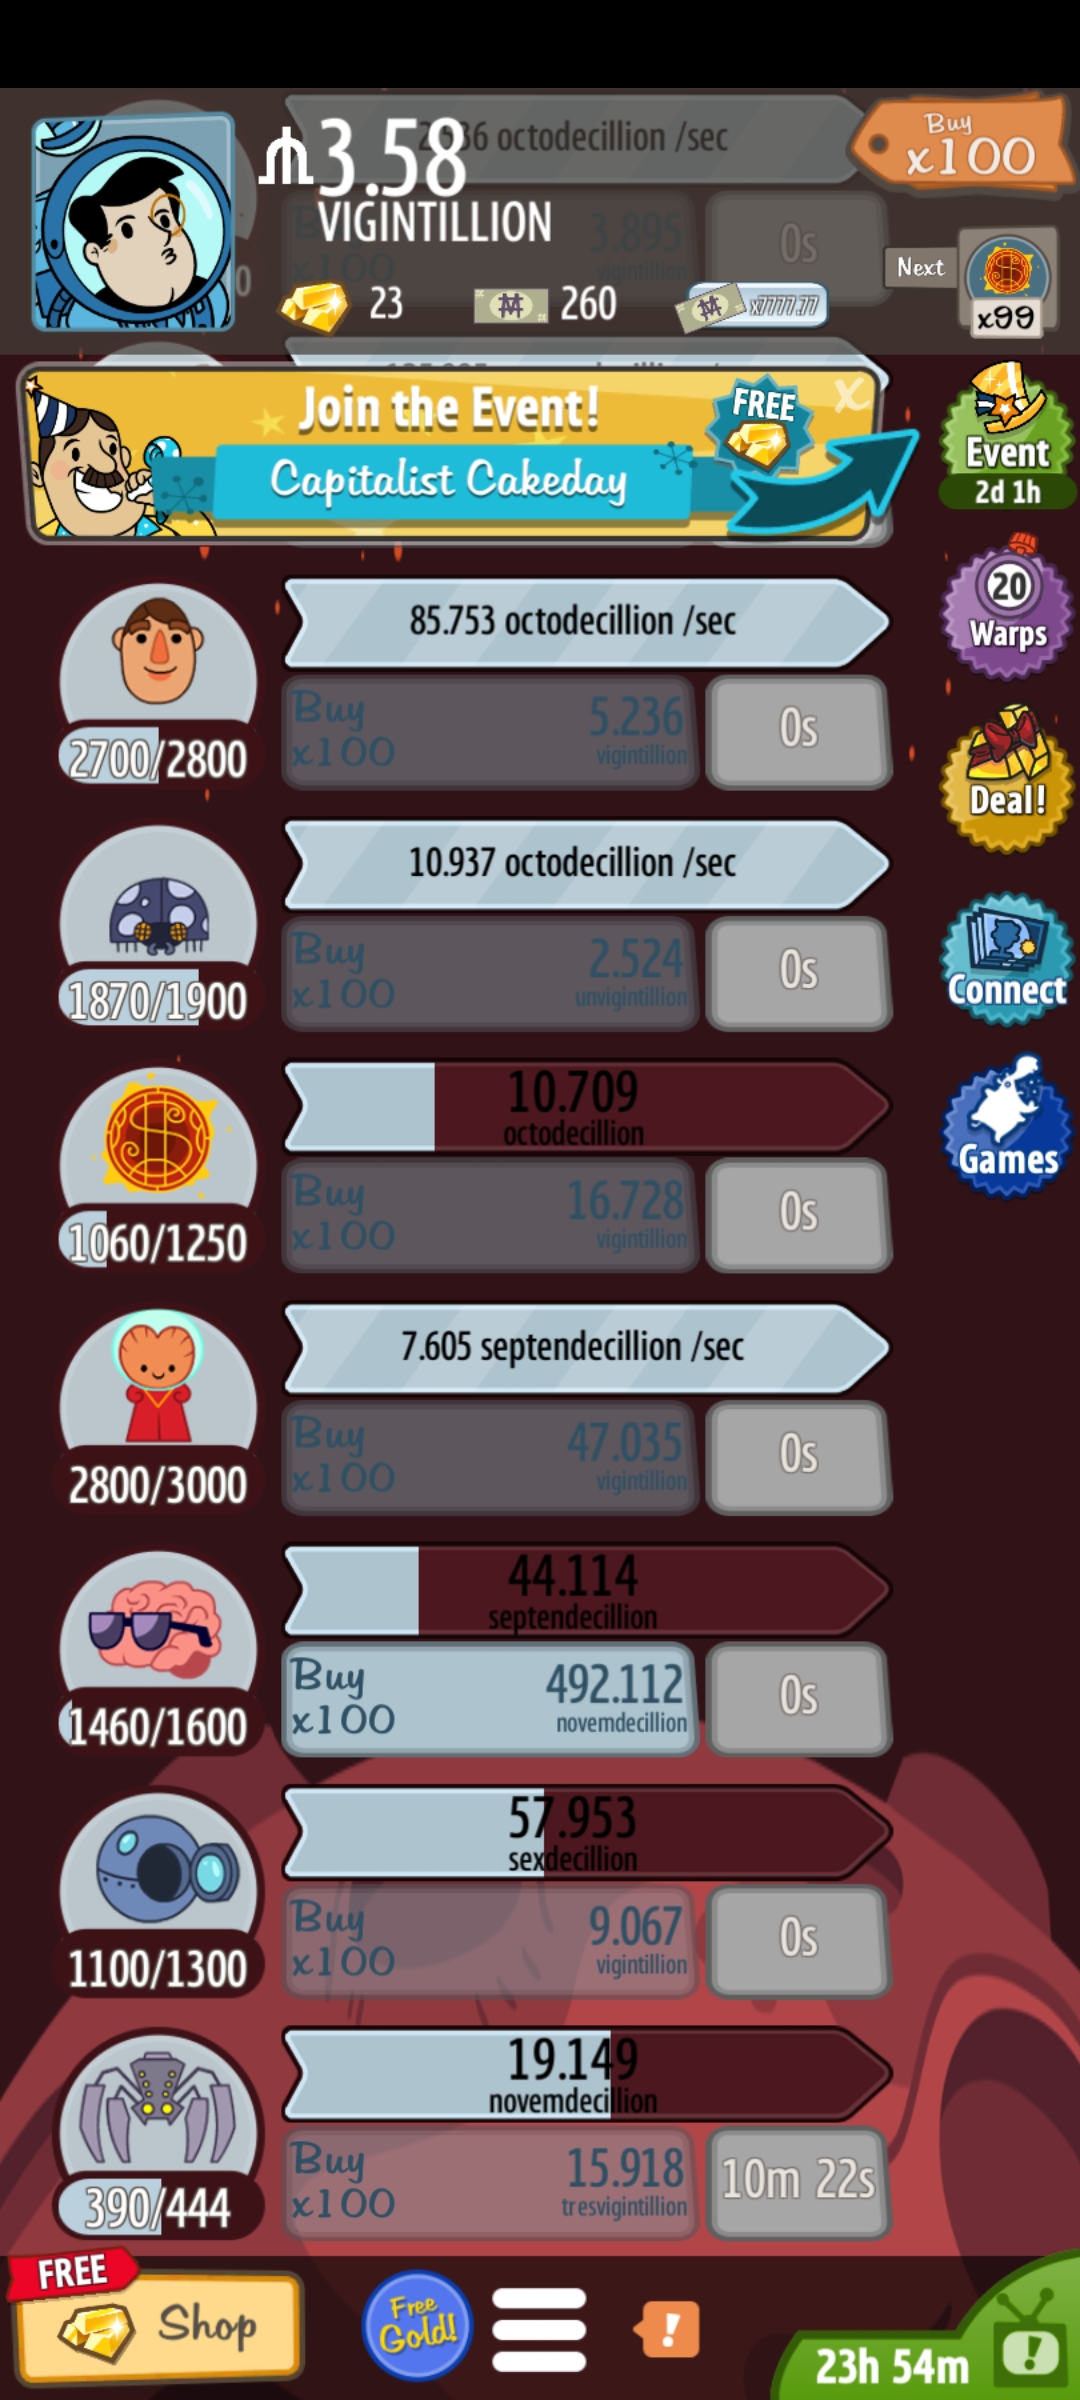 2.536 octodecillion /sec
Buy
x100
₥3.58
VIGINTILLION
Buy
x100
3.895
vigintillion
0s
Next
x99
23
260
x7777.77
Join the Event!
Capitalist Cakeday
FREE
X
Event
2d 1h
85.753 octodecillion /sec
2700/2800
Buy
x100
5.236
vigintillion
0s
20
Warps
Deal!
10.937 octodecillion /sec
1870/1900
Buy
x100
2.524
unvigintillion
0s
Connect
10.709
octodecillion
1060/1250
Buy
x100
16.728
vigintillion
0s
Games
7.605 septendecillion /sec
2800/3000
Buy
x100
47.035
vigintillion
0s
44.114
septendecillion
1460/1600
Buy
x100
492.112
novemdecillion
0s
57.953
sexdecillion
1100/1300
Buy
x100
9.067
vigintillion
0s
19.149
novemdecillion
390/444
Buy
x100
15.918
tresvigintillion
10m 22s
FREE
Shop
Free
Gold!
!
!
23h 54m